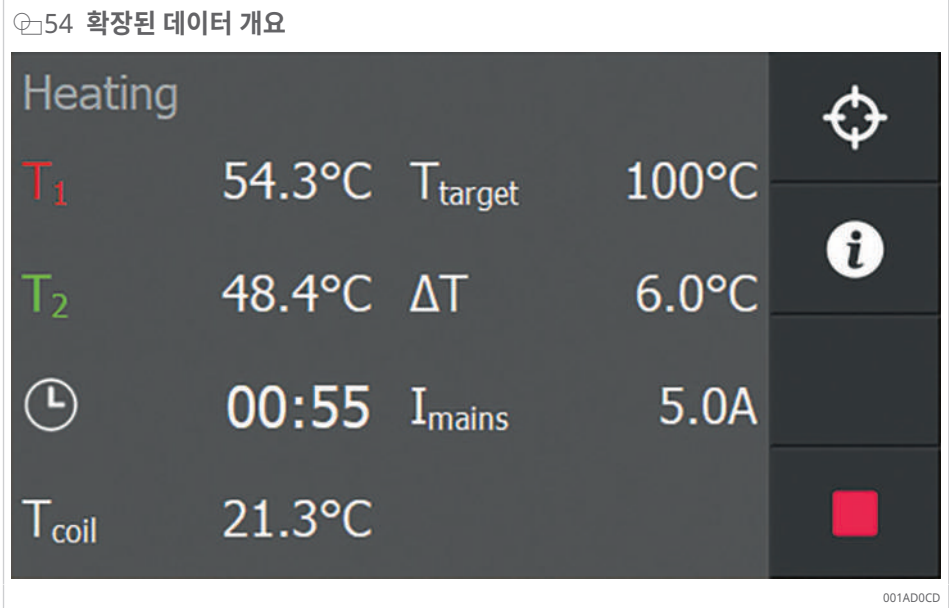 54 확장된 데이터 개요
Heating
T1 54.3°C Ttarget 100°C
T2 48.4°C ΔT 6.0°C
00:55 Imains 5.0A
Tcoil 21.3°C
001AD0CD